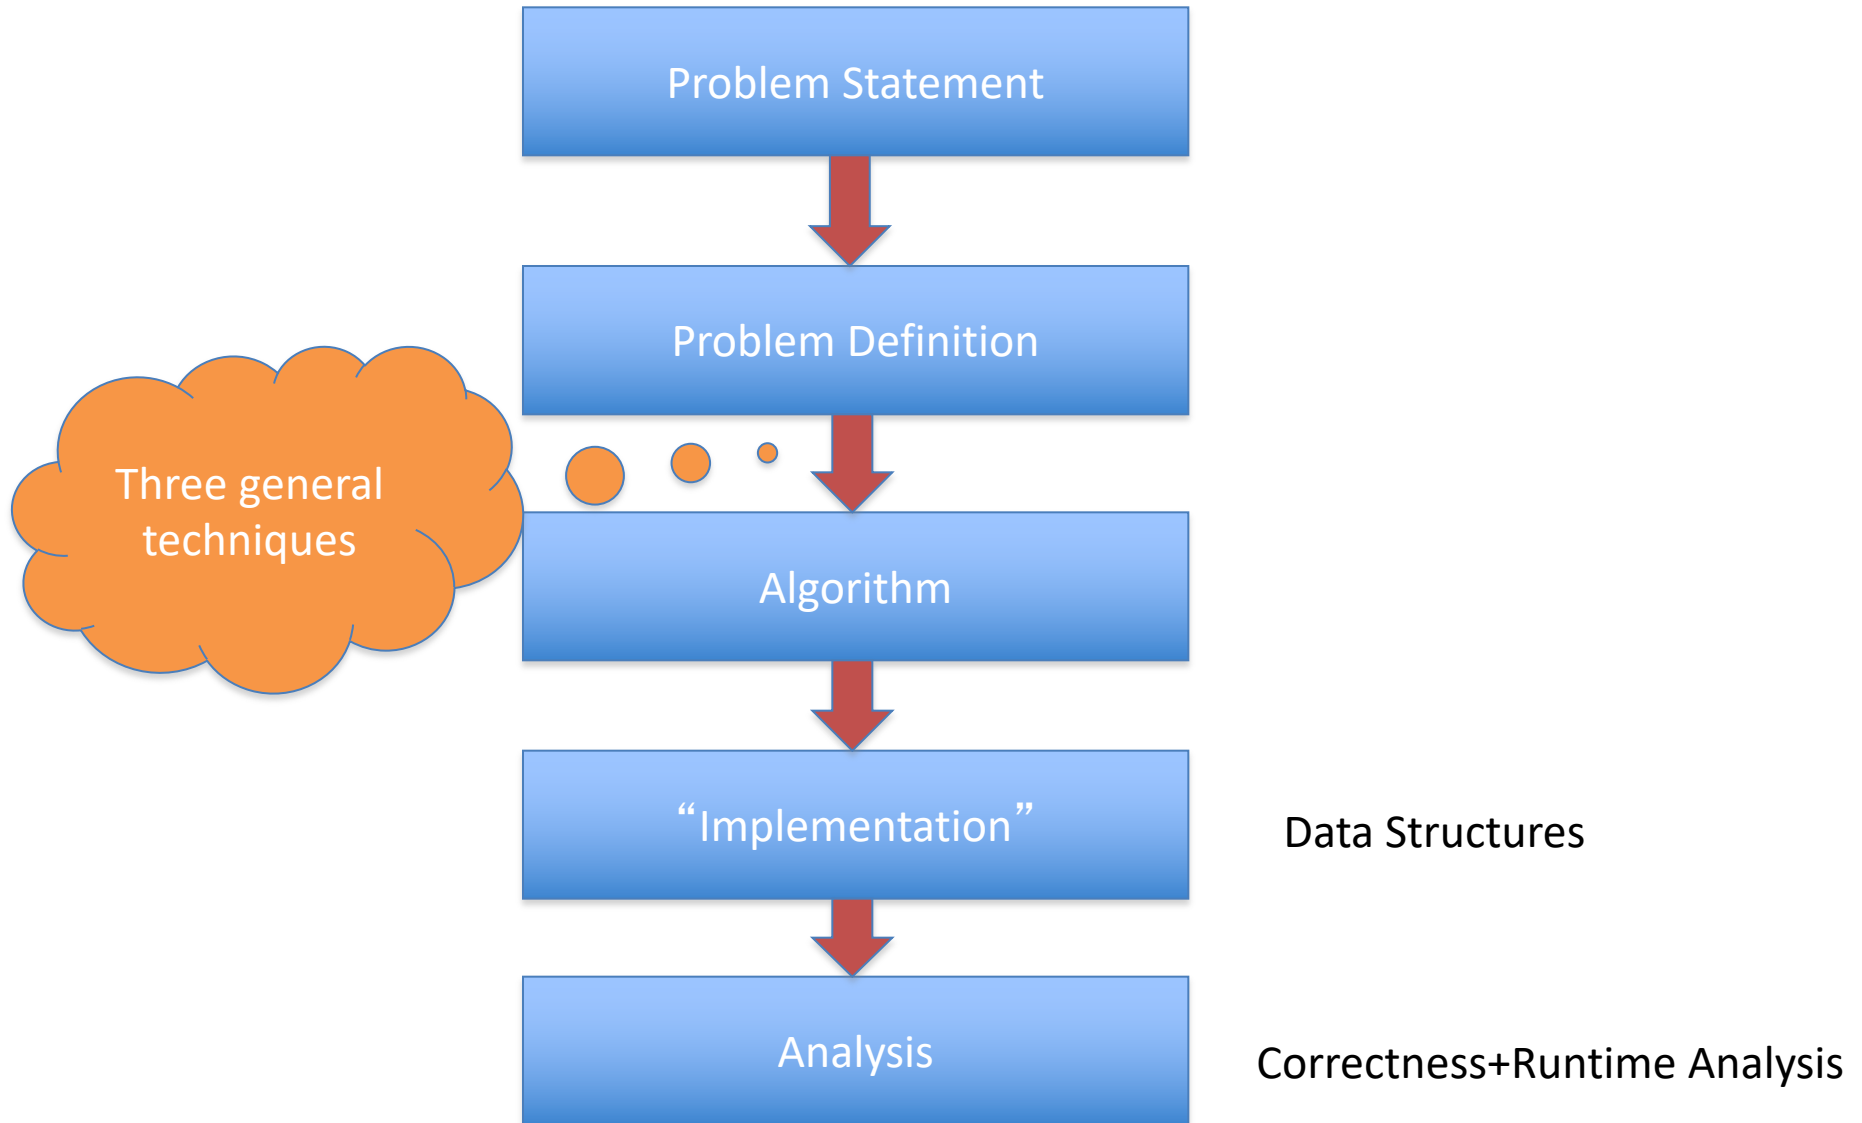 Problem Statement
Problem Definition
Three general
techniques
Algorithm
“Implementation”
Data Structures
Analysis
Correctness+Runtime Analysis